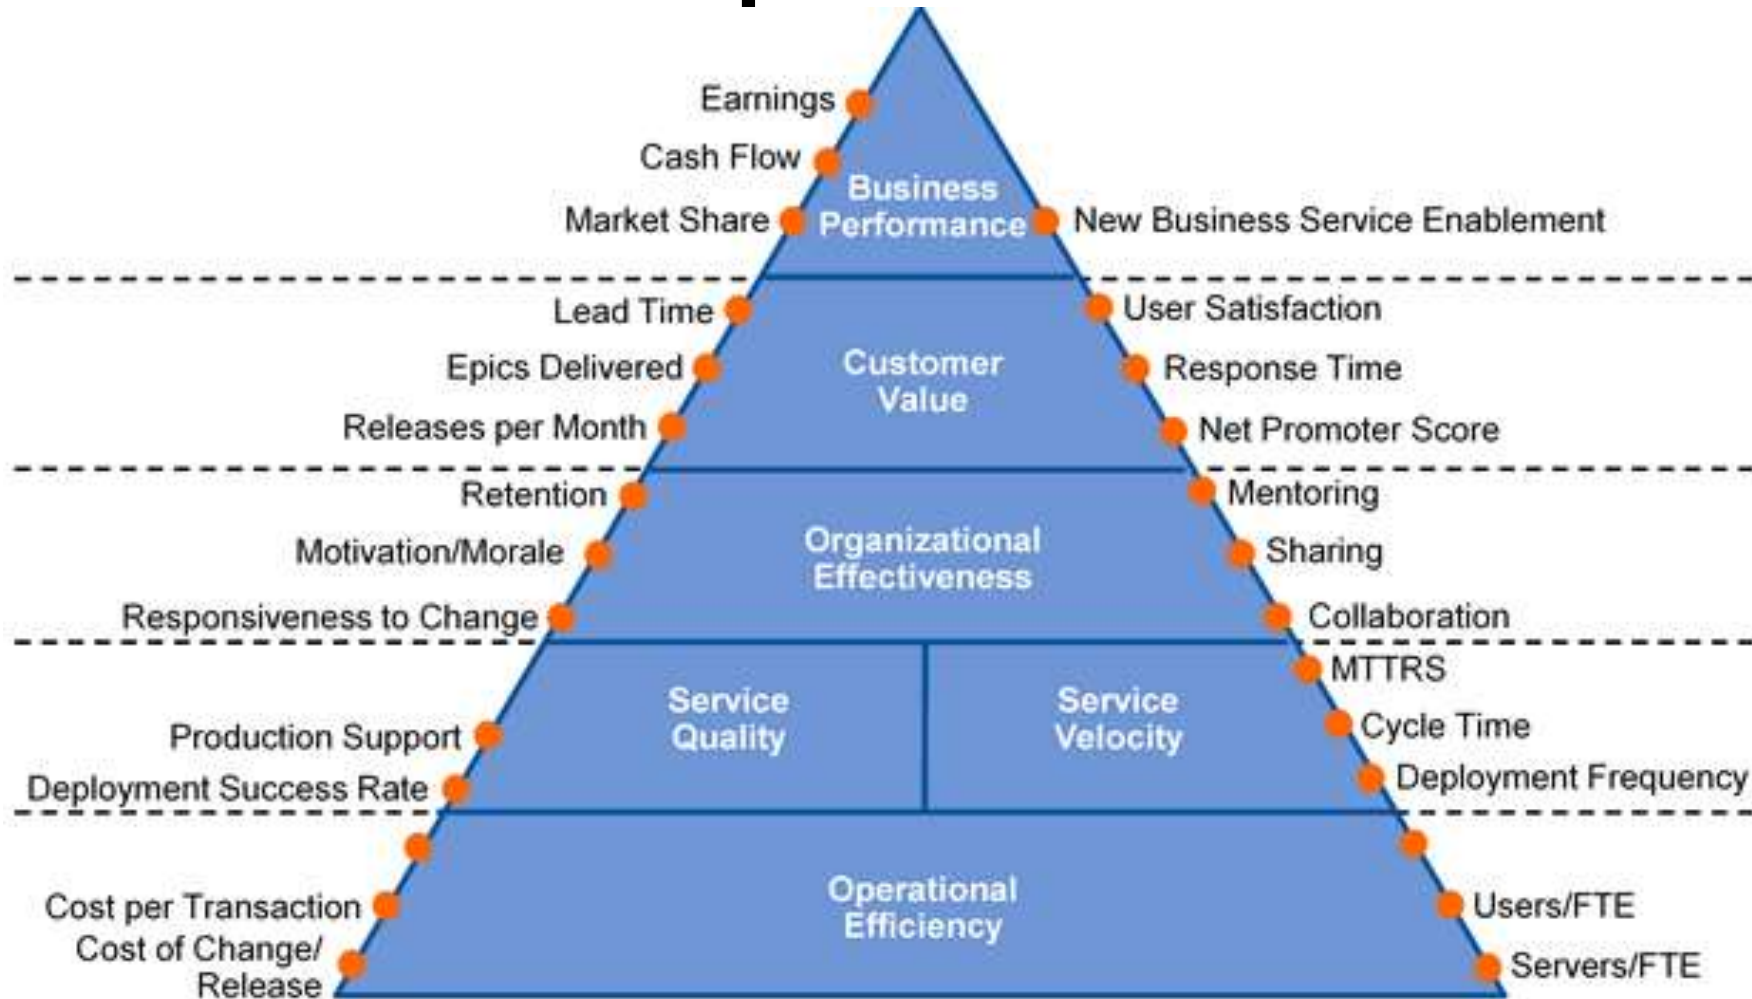 Earnings
Cash Flow
Business
Performance
Market Share
New Business Service Enablement
Lead Time
User Satisfaction
Epics Delivered
Customer
Value
Response Time
Releases per Month
Net Promoter Score
Retention
Mentoring
Motivation/Morale
Organizational
Effectiveness
Sharing
Responsiveness to Change
Collaboration
MTTRS
Production Support
Service
Quality
Service
Velocity
Cycle Time
Deployment Success Rate
Deployment Frequency
Cost per Transaction
Operational
Efficiency
Users/FTE
Cost of Change/
Release
Servers/FTE